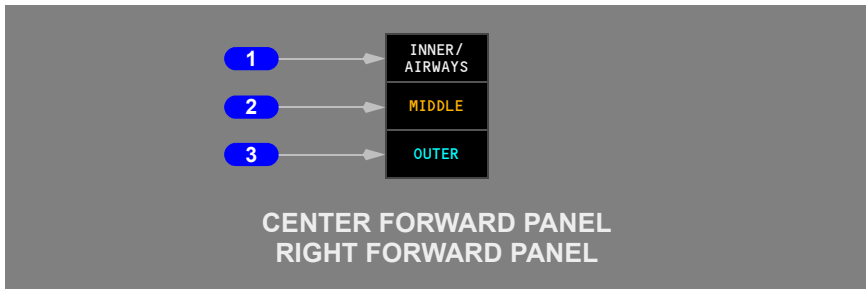 1
INNER/
AIRWAYS
2
MIDDLE
3
OUTER
CENTER FORWARD PANEL
RIGHT FORWARD PANEL